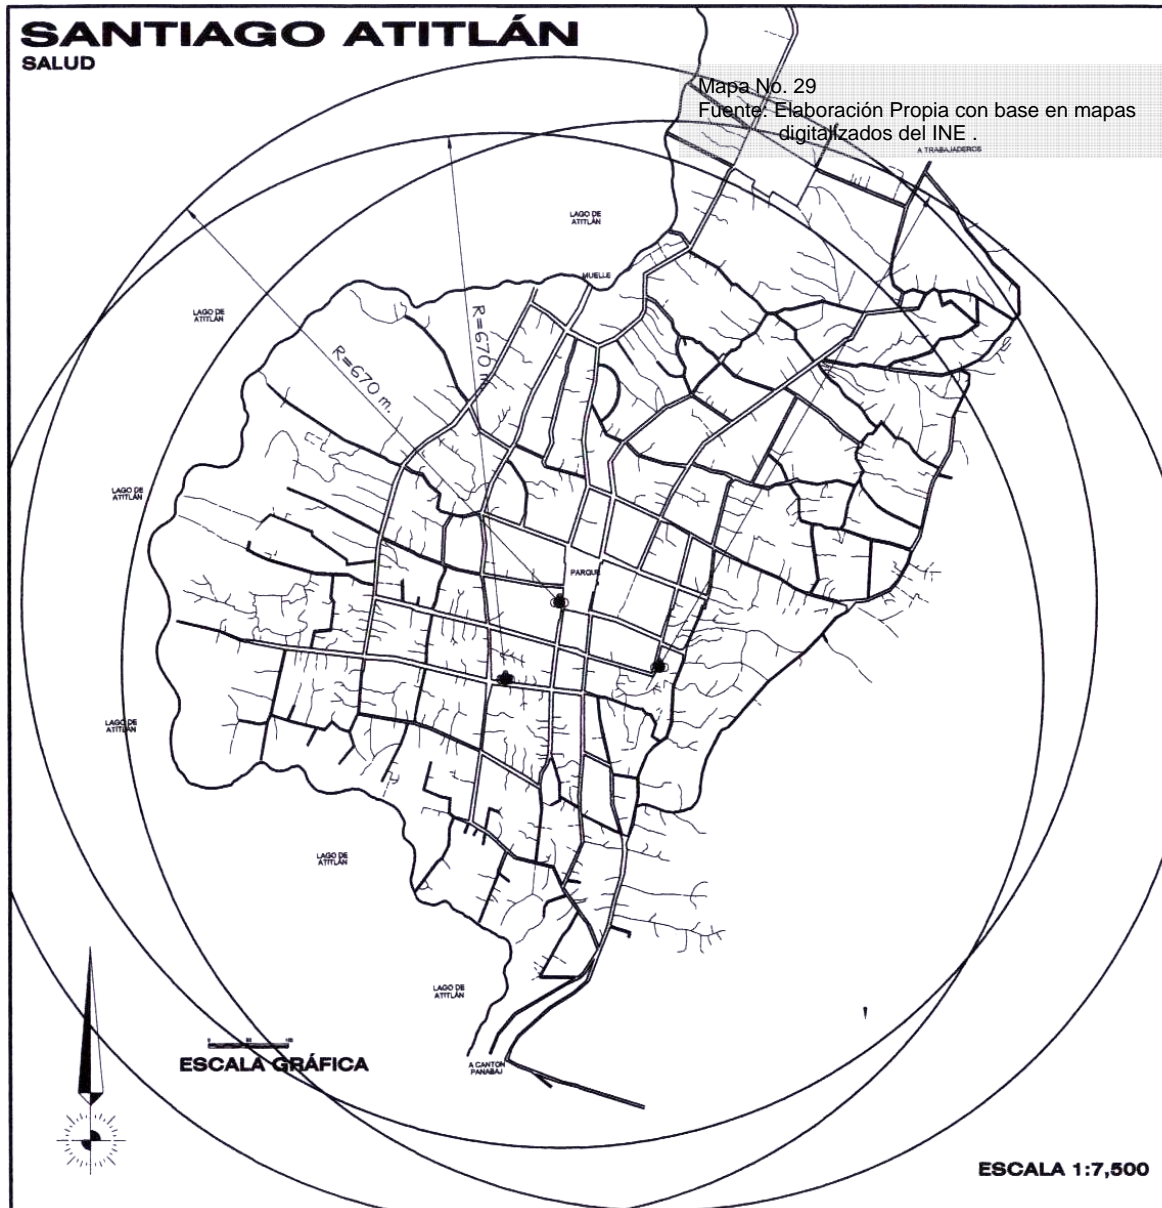 SANTIAGO ATITLÁN
SALUD
Mapa No. 29
Fuente: Elaboración Propia con base en mapas
digitalizados del INE .
A TRABAJADEROS
LAGO DE
ATITLÁN
MUELLE
LAGO DE
ATITLÁN
R=670 m.
R=670
LAGO DE
ATITLÁN
PARQUE
LAGO DE
ATITLÁN
LAGO DE
ATITLÁN
LAGO DE
ATITLÁN
ESCALA GRÁFICA
A CANTON
PANABAJ
ESCALA 1:7,500